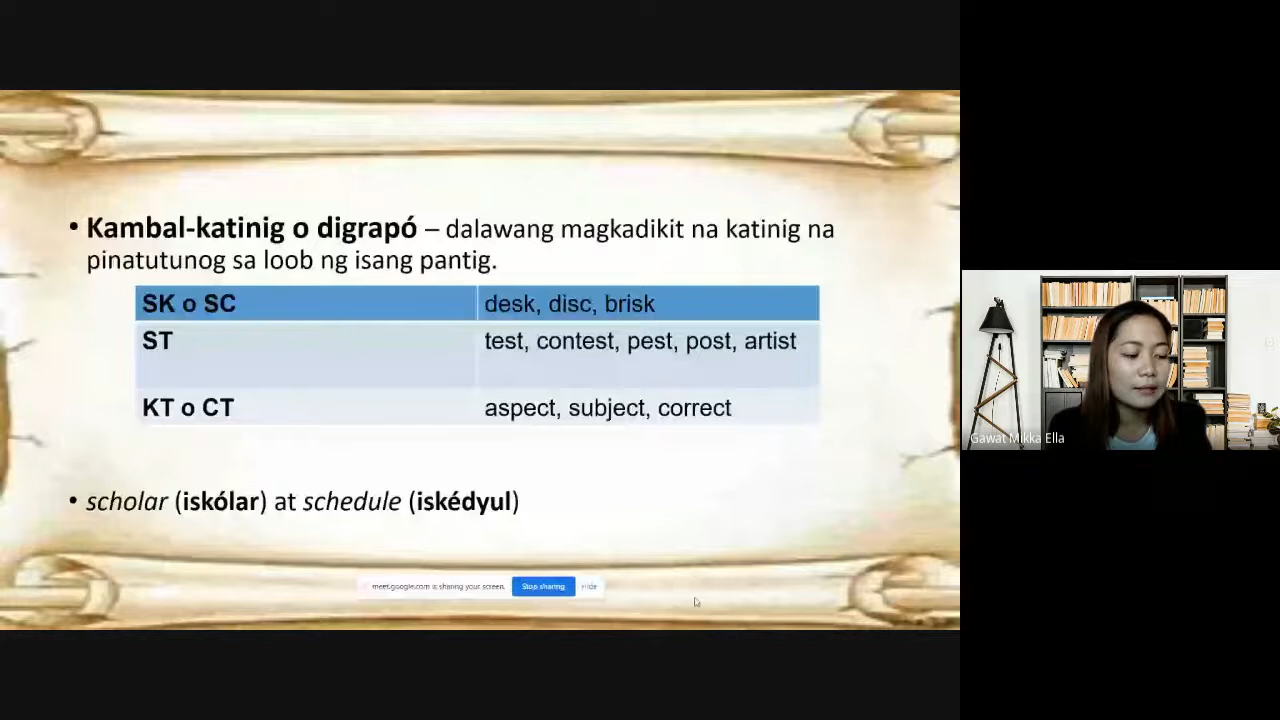 • Kambal-katinig o digrapó – dalawang magkadikit na katinig na
pinatutunog sa loob ng isang pantig.
SK o SC desk, disc, brisk
ST test, contest, pest, post, artist
KT o CT aspect, subject, correct
• scholar (iskólar) at schedule (iskédyul)
meet.google.com is sharing your screen. Stop sharing Hide
Gawat Mikka Ella